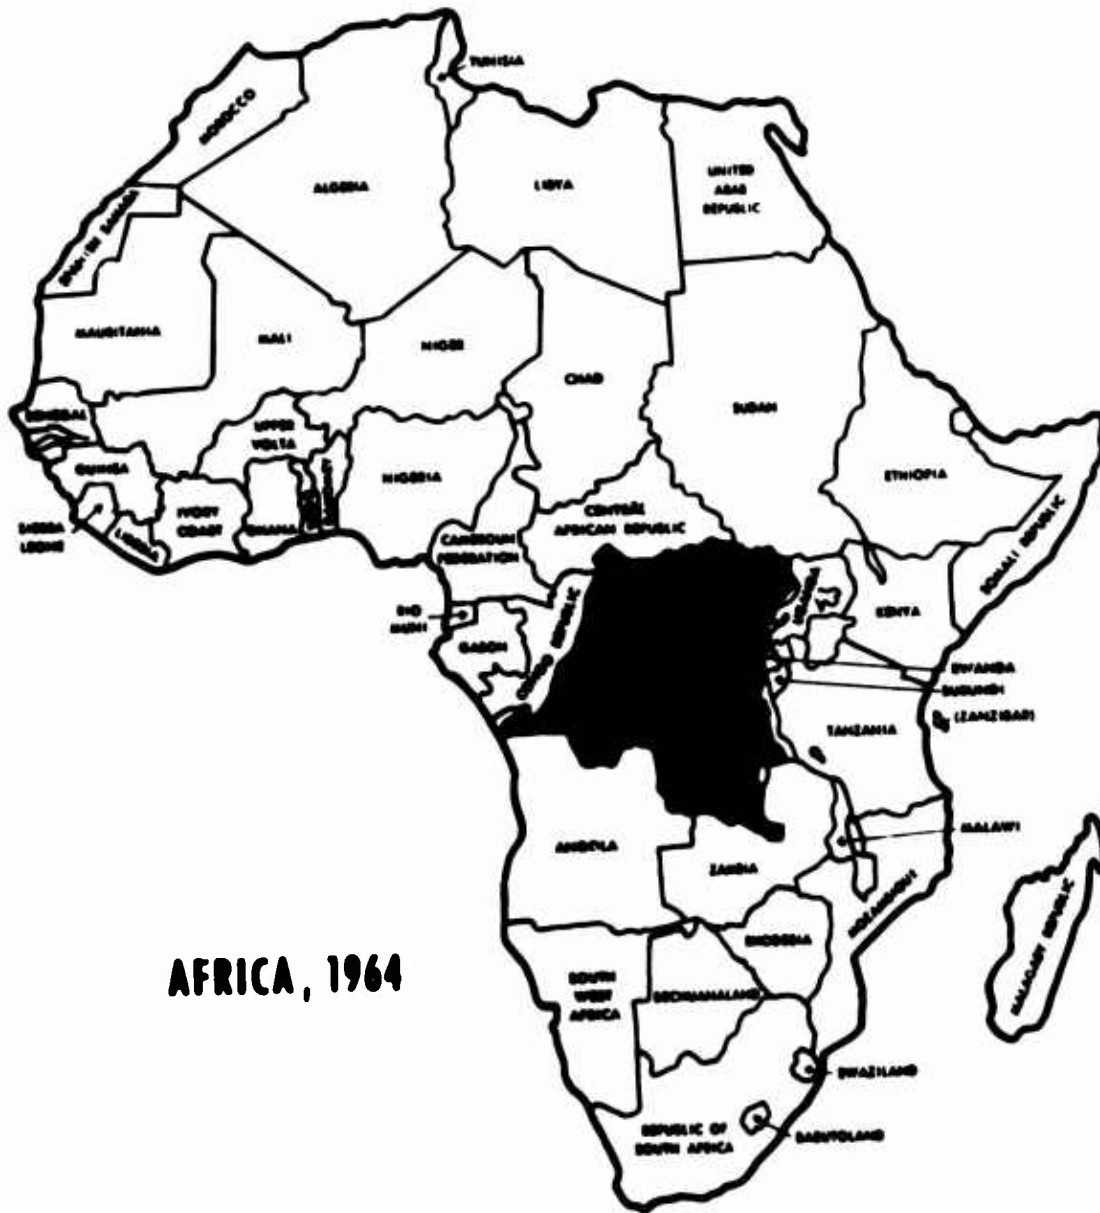 TUNISIA
MOROCCO
ALGERIA
LIBYA
UNITED
ARAB
REPUBLIC
SPANISH SAHARA
MAURITANIA
MALI
NIGER
CHAD
SUDAN
SENEGAL
UPPER
VOLTA
GUINEA
NIGERIA
ETHIOPIA
IVORY
COAST
GHANA
TOGO
DAHOMEY
CENTRAL
AFRICAN REPUBLIC
SIERRA
LEONE
LIBERIA
CAMEROUN
FEDERATION
SOMALI REPUBLIC
UGANDA
KENYA
RIO
MUNI
GABON
CONGO REPUBLIC
RWANDA
BURUNDI
(ZANZIBAR)
TANZANIA
MALAWI
ANGOLA
ZAMBIA
MOZAMBIQUE
MALAGASY REPUBLIC
RHODESIA
SOUTH
WEST
AFRICA
BECHUANALAND
AFRICA, 1964
SWAZILAND
REPUBLIC OF
SOUTH AFRICA
BASUTOLAND